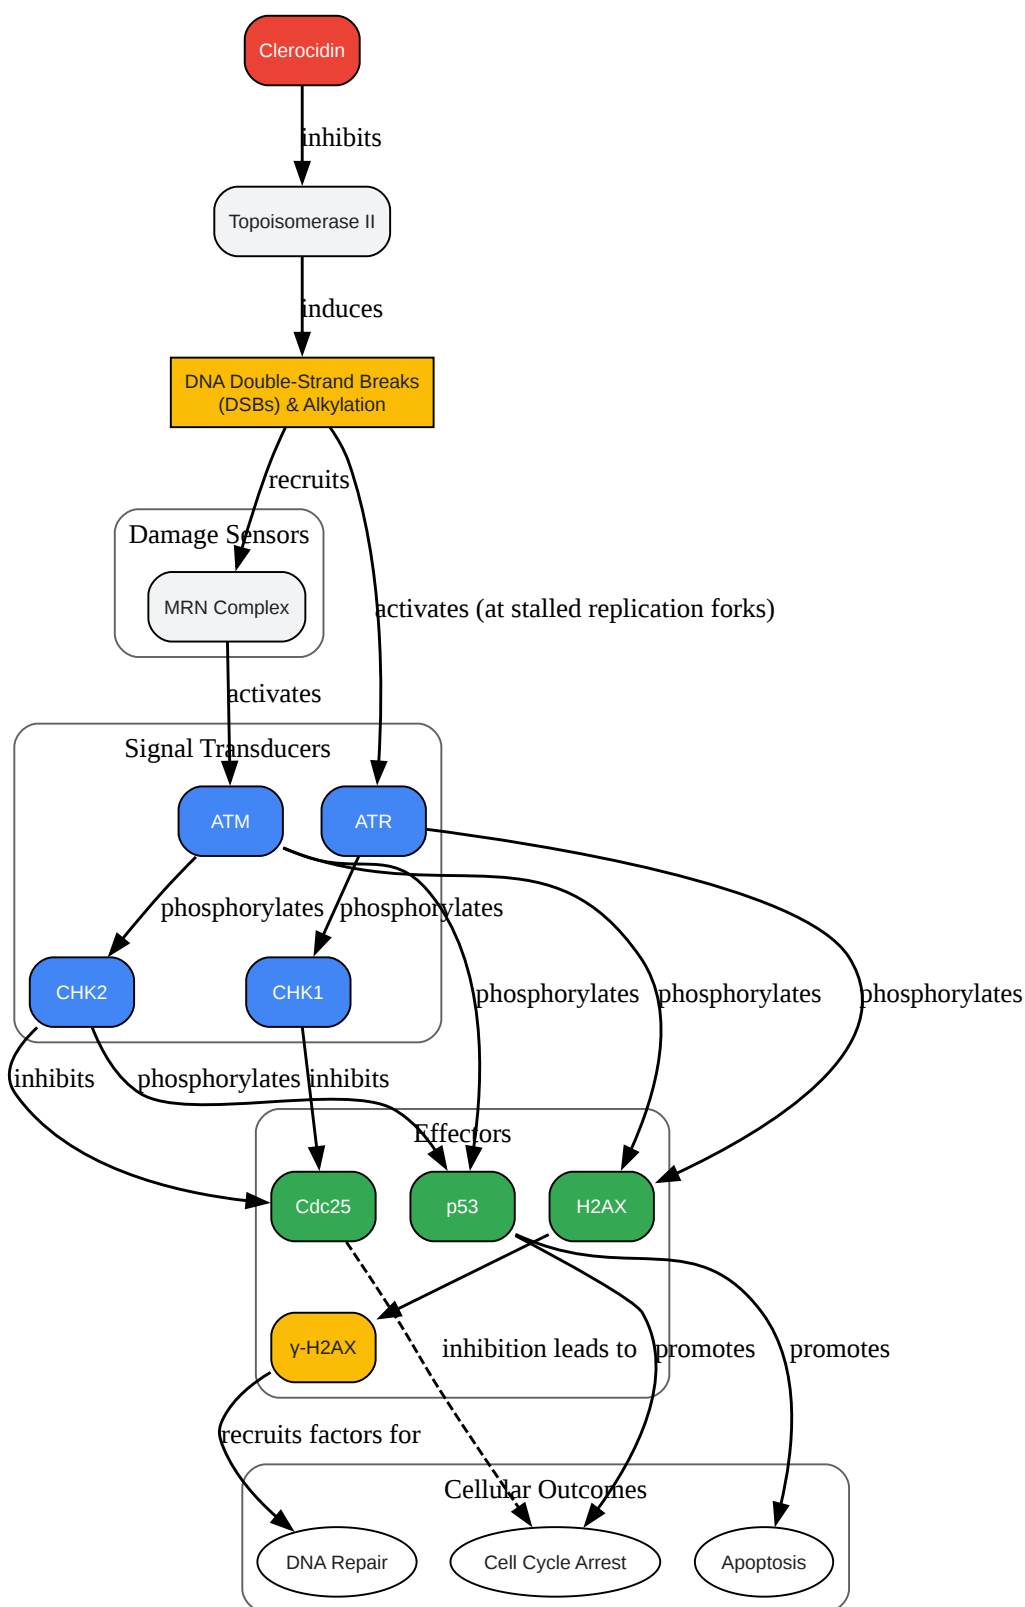 Clerocidin
inhibits
Topoisomerase II
induces
DNA Double-Strand Breaks
(DSBs) & Alkylation
recruits
Damage Sensors
MRN Complex
activates (at stalled replication forks)
activates
Signal Transducers
ATM
ATR
phosphorylates
phosphorylates
CHK2
CHK1
phosphorylates
phosphorylates
phosphorylates
inhibits
phosphorylates
inhibits
Effectors
Cdc25
p53
H2AX
γ-H2AX
inhibition leads to
promotes
promotes
recruits factors for
Cellular Outcomes
DNA Repair
Cell Cycle Arrest
Apoptosis